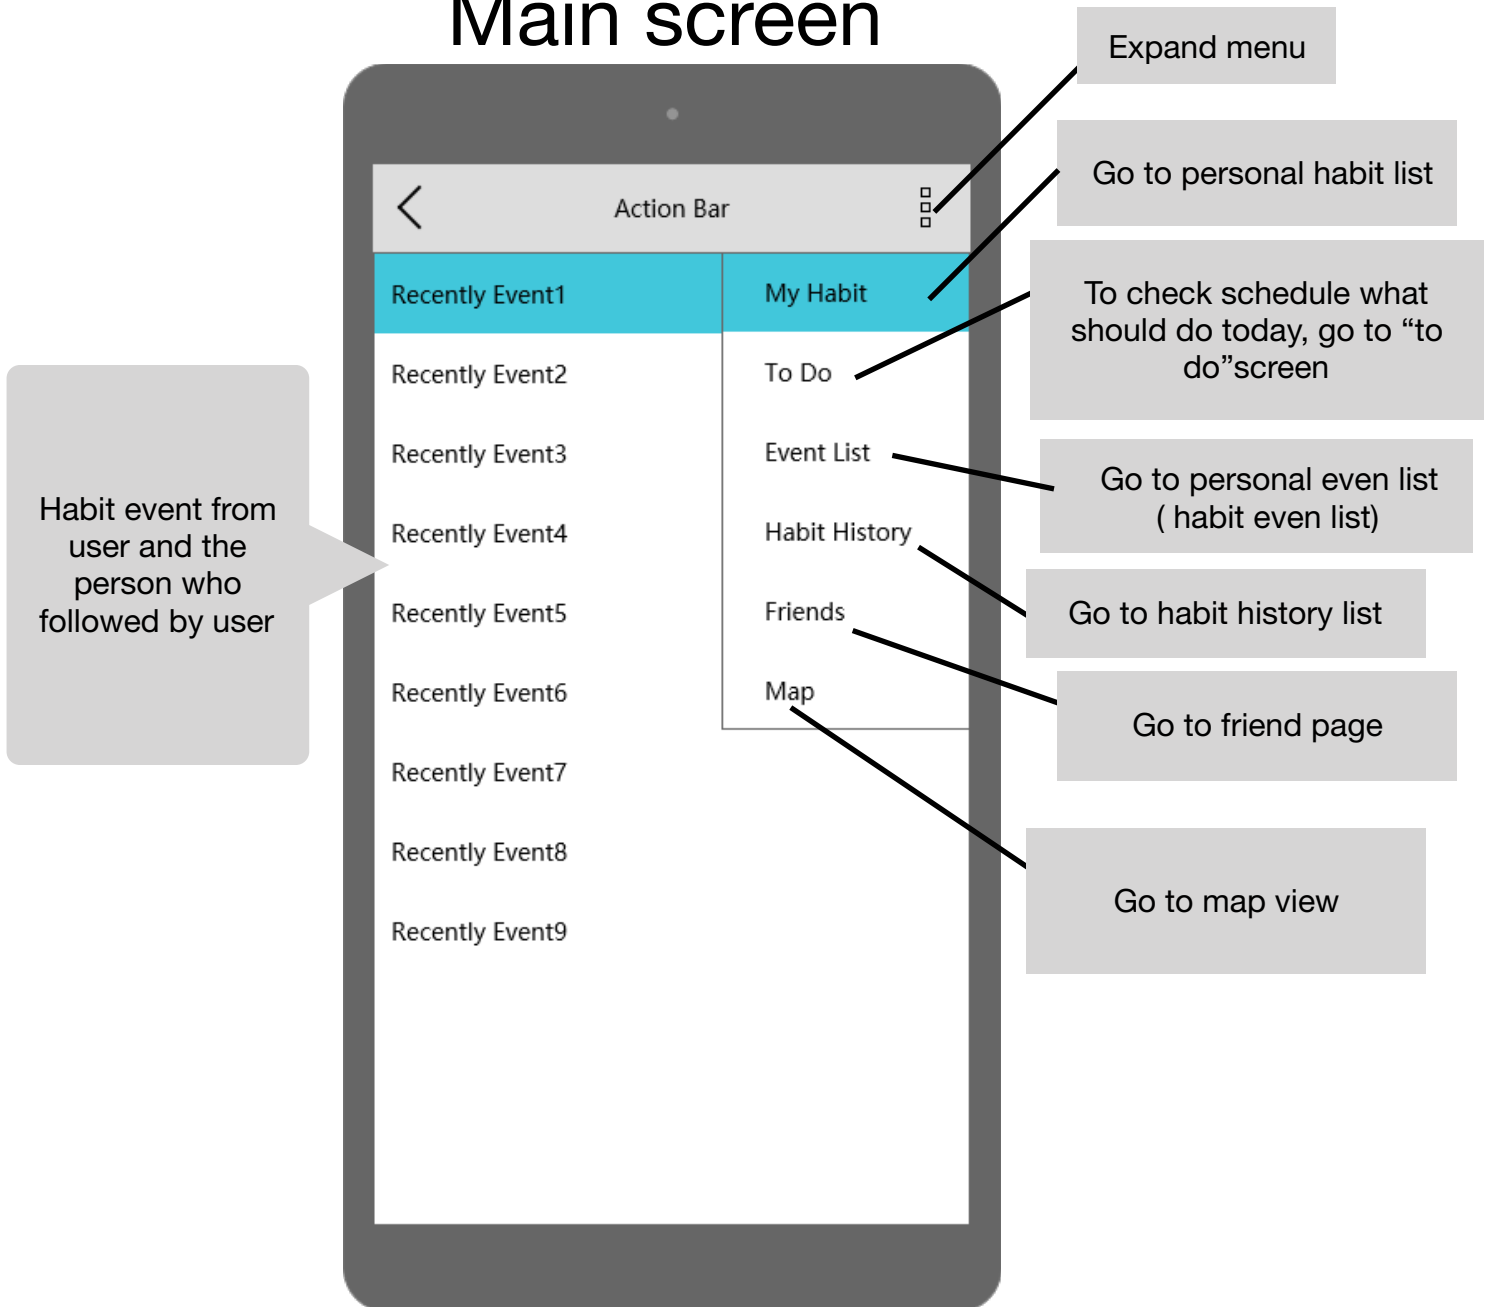 Main screen
Expand menu
Action Bar
Go to personal habit list
Recently Event1
Recently Event2
Recently Event3
Recently Event4
Recently Event5
Recently Event6
Recently Event7
Recently Event8
Recently Event9
My Habit
To Do
Event List
Habit History
Friends
Map
To check schedule what
should do today, go to “to
do”screen
Go to personal even list
( habit even list)
Go to habit history list
Go to friend page
Go to map view
Habit event from
user and the
person who
followed by user